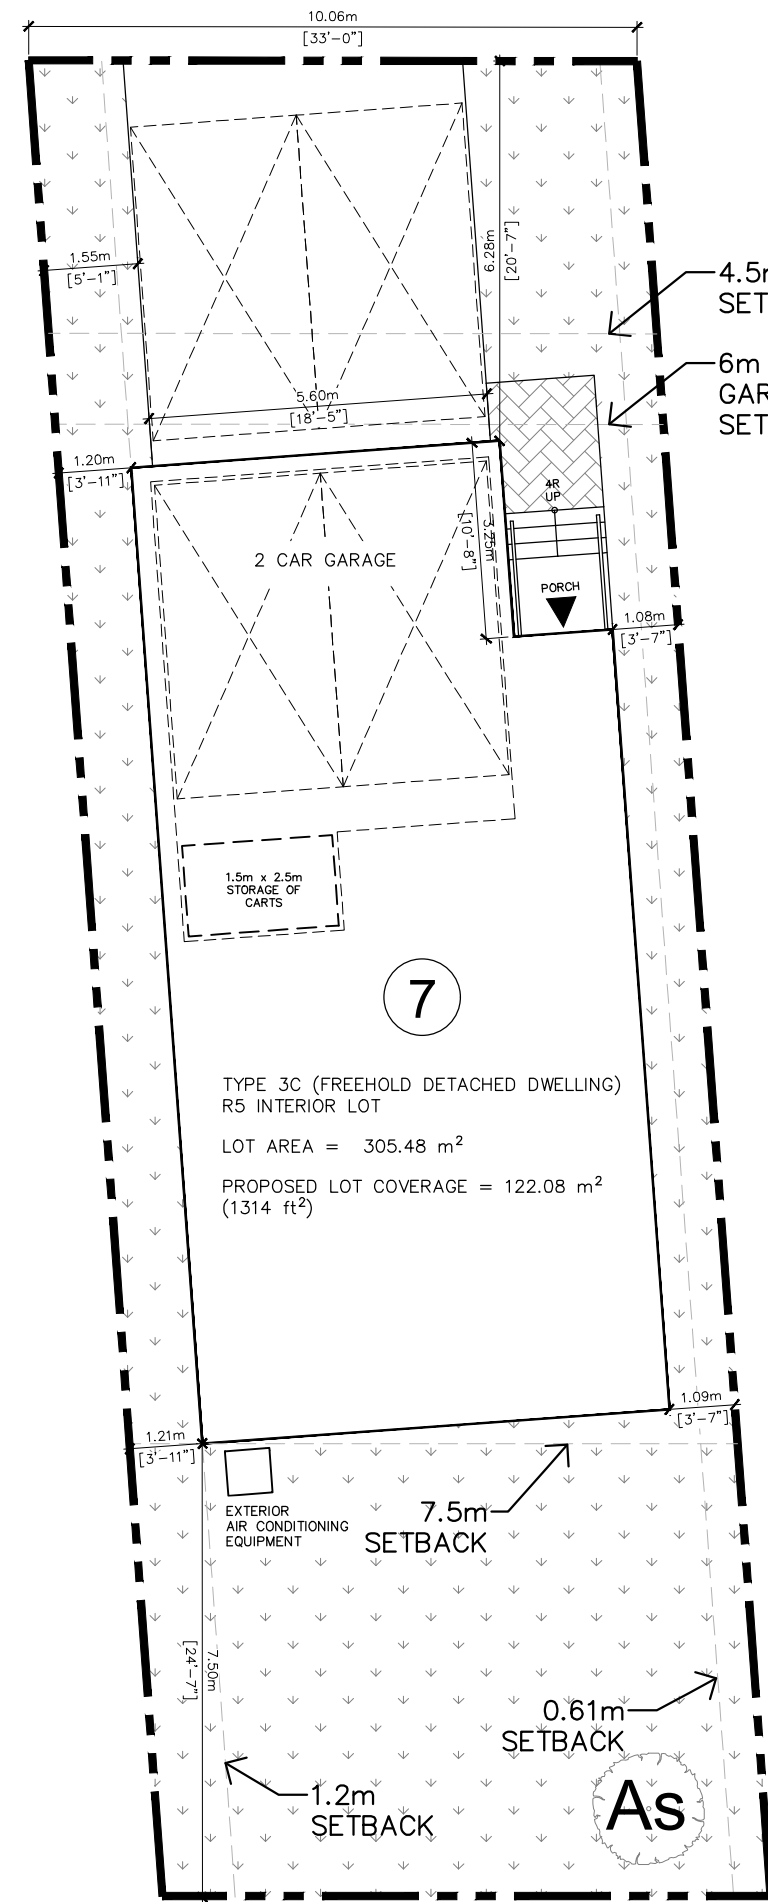 10.06m
[33'-0"]
1.55m
[5'-1"]
6.28m
[20'-7"]
4.5m
SET
6m
GAR
SET
5.60m
[18'-5"]
1.20m
[3'-11"]
4R
UP
3.25m
[10'-8"]
2 CAR GARAGE
PORCH
1.08m
[3'-7"]
1.5m x 2.5m
STORAGE OF
CARTS
7
TYPE 3C (FREEHOLD DETACHED DWELLING)
R5 INTERIOR LOT
LOT AREA = 305.48 m²
PROPOSED LOT COVERAGE = 122.08 m²
(1314 ft²)
1.09m
[3'-7"]
1.21m
[3'-11"]
EXTERIOR
AIR CONDITIONING
EQUIPMENT
7.5m
SETBACK
7.50m
[24'-7"]
0.61m
SETBACK
1.2m
SETBACK
As